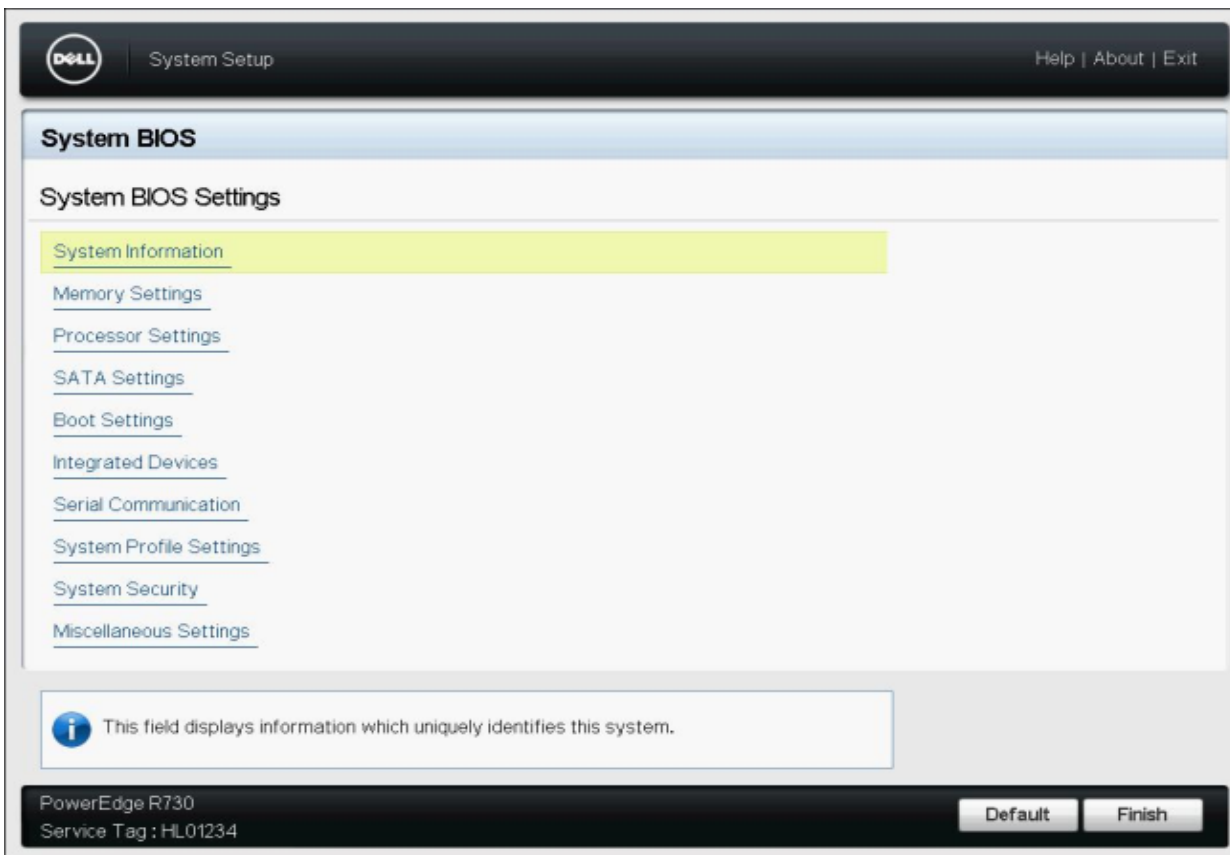 DELL
System Setup
Help | About | Exit
System BIOS
System BIOS Settings
System Information
Memory Settings
Processor Settings
SATA Settings
Boot Settings
Integrated Devices
Serial Communication
System Profile Settings
System Security
Miscellaneous Settings
This field displays information which uniquely identifies this system.
PowerEdge R730
Service Tag : HL01234
Default
Finish